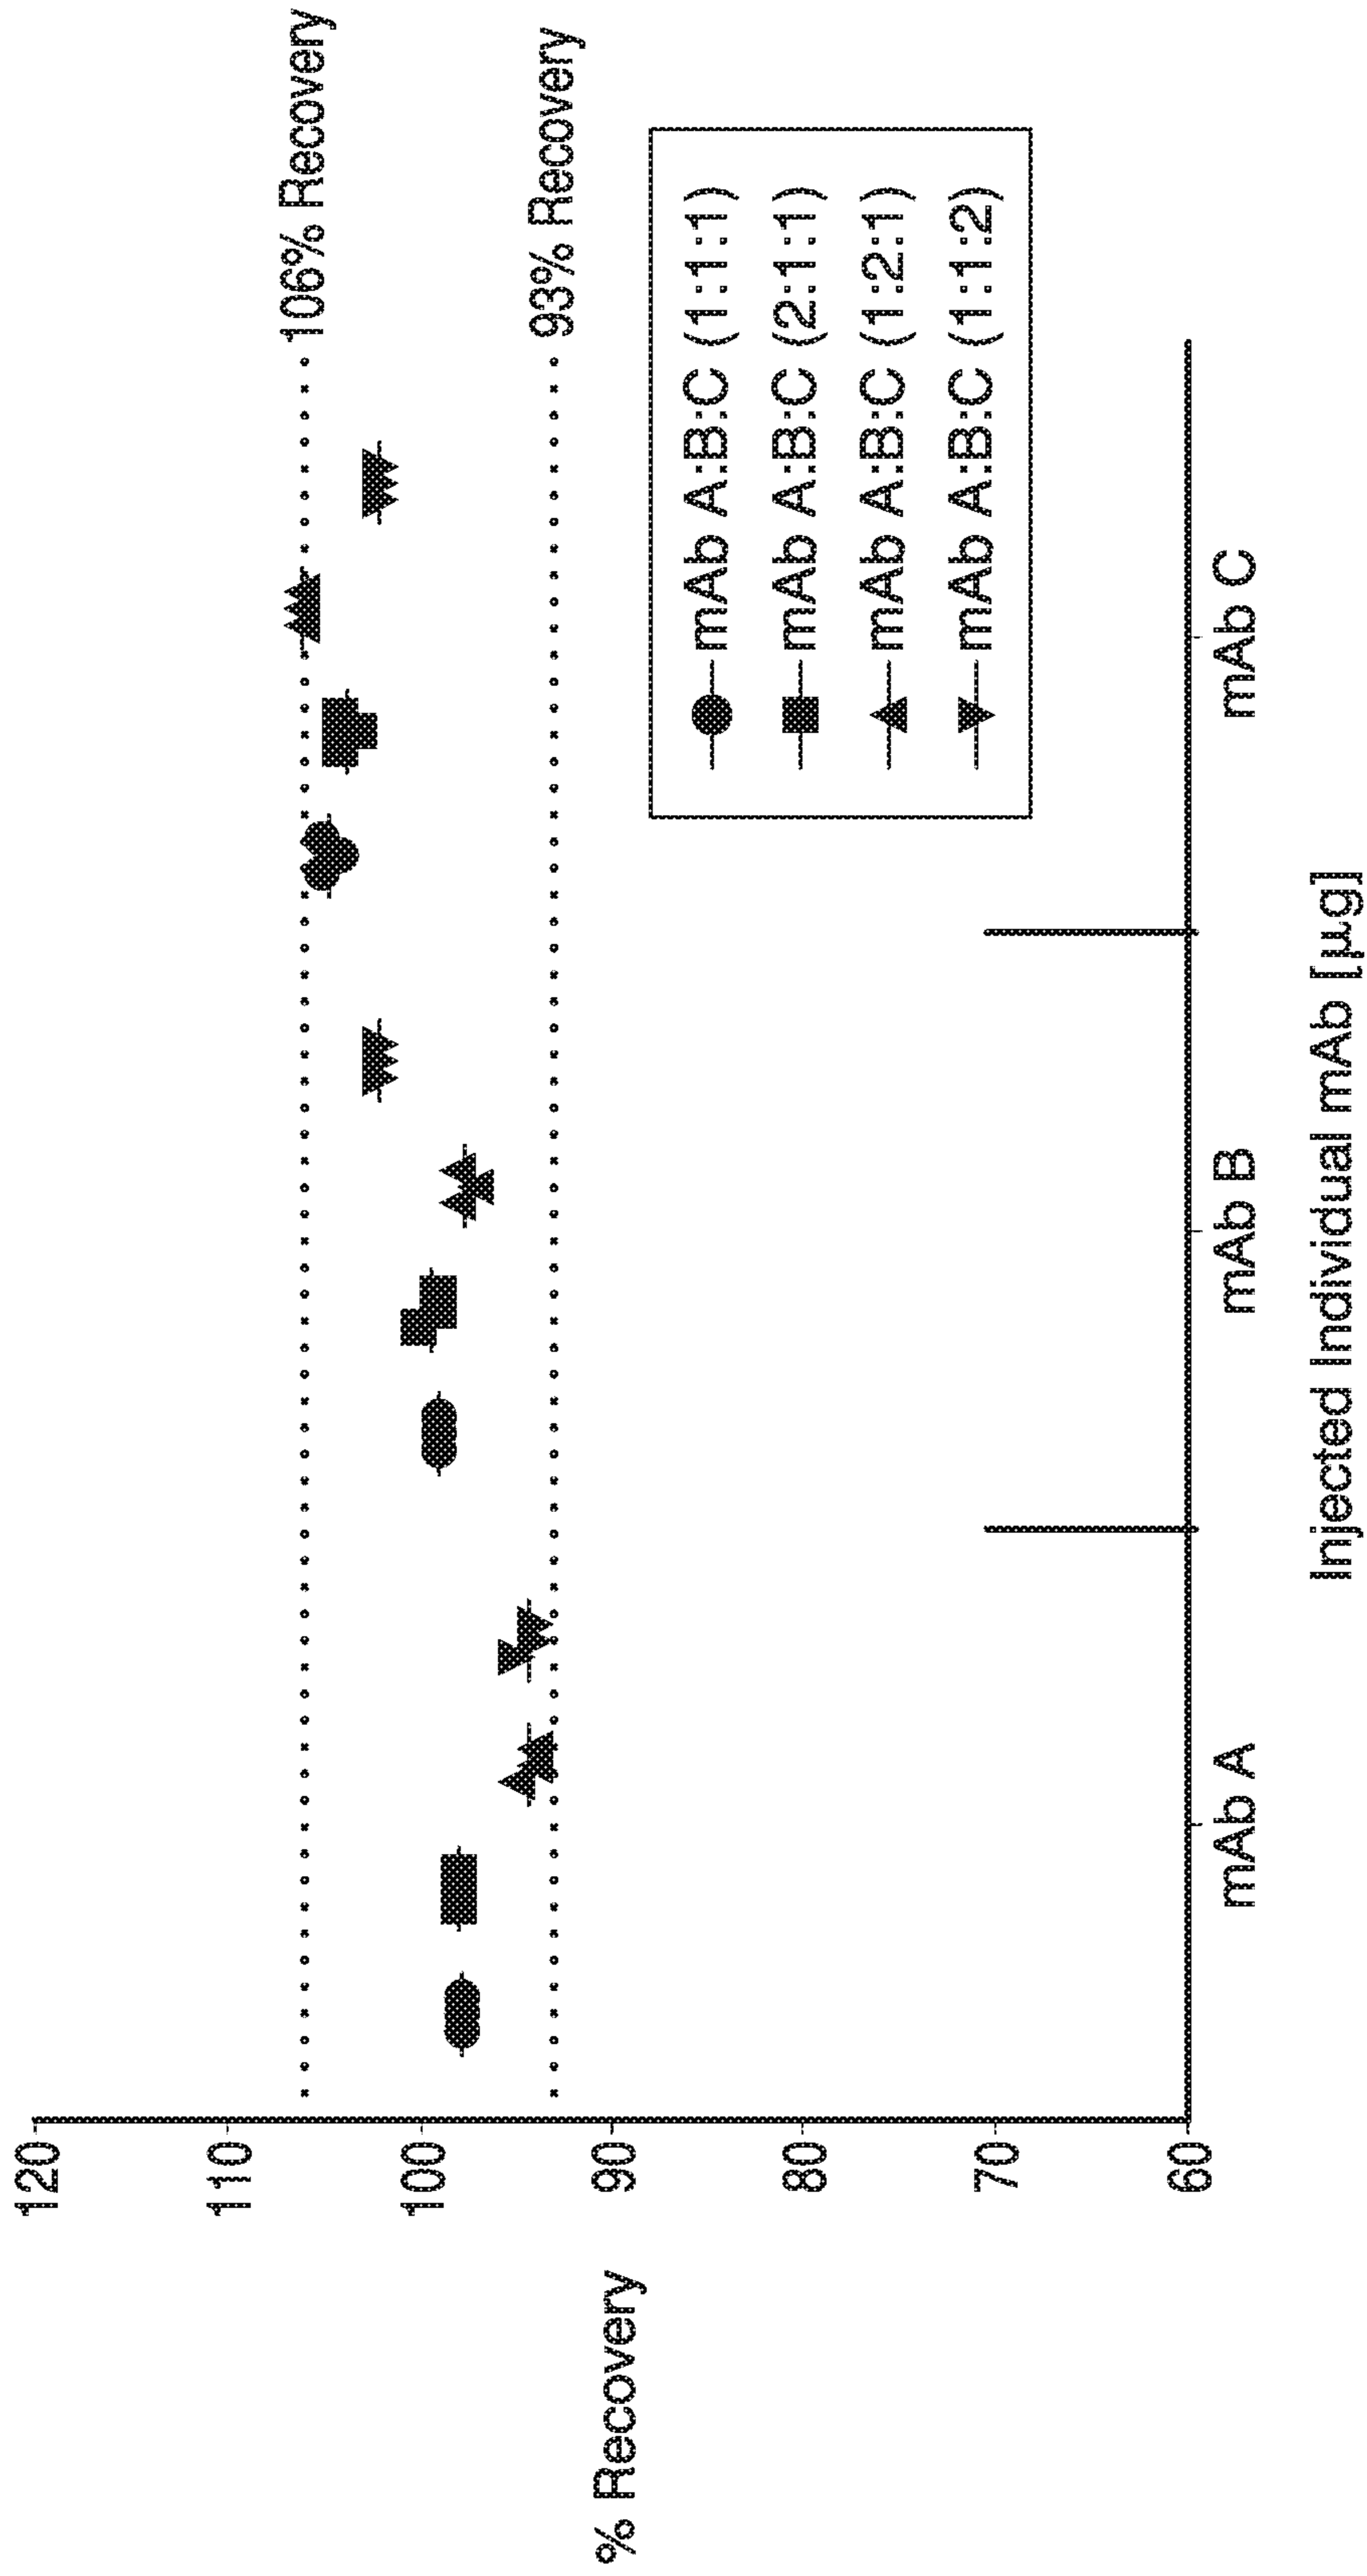 % Recovery
120
110
100
90
80
70
60
106% Recovery
93% Recovery
mAb A:B:C (1:1:1)
mAb A:B:C (2:1:1)
mAb A:B:C (1:2:1)
mAb A:B:C (1:1:2)
mAb A
mAb B
mAb C
Injected Individual mAb [µg]